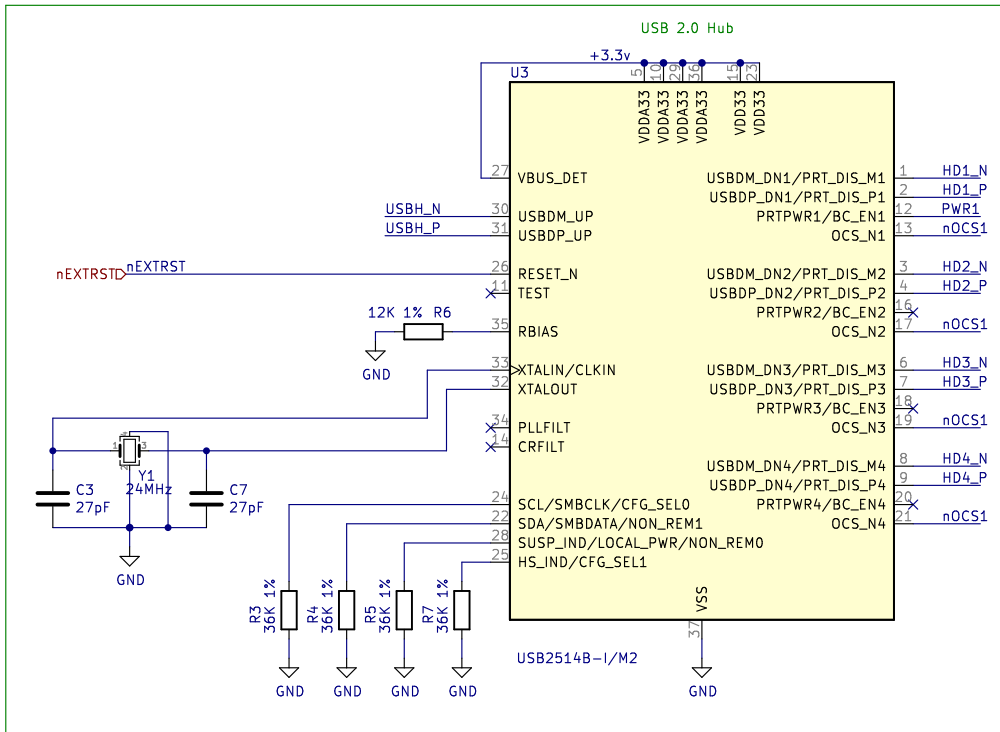 USB 2.0 Hub
+3.3v
U3
5
10
29
36
15
23
VDDA33
VDDA33
VDDA33
VDDA33
VDD33
VDD33
27 VBUS_DET
USBH_N 30 USBDM_UP
USBH_P 31 USBDP_UP
nEXTRST nEXTRST 26 RESET_N
11 TEST
12K 1% R6
35 RBIAS
GND
33 XTALIN/CLKIN
32 XTALOUT
34 PLLFILT
14 CRFILT
4
1
3
2
Y1
24MHz
C3
27pF
C7
27pF
GND
24 SCL/SMBCLK/CFG_SEL0
22 SDA/SMBDATA/NON_REM1
28 SUSP_IND/LOCAL_PWR/NON_REM0
25 HS_IND/CFG_SEL1
R3
36K 1%
R4
36K 1%
R5
36K 1%
R7
36K 1%
GND
GND
GND
GND
USBDM_DN1/PRT_DIS_M1 1 HD1_N
USBDP_DN1/PRT_DIS_P1 2 HD1_P
PRTPWR1/BC_EN1 12 PWR1
OCS_N1 13 nOCS1
USBDM_DN2/PRT_DIS_M2 3 HD2_N
USBDP_DN2/PRT_DIS_P2 4 HD2_P
PRTPWR2/BC_EN2 16
OCS_N2 17 nOCS1
USBDM_DN3/PRT_DIS_M3 6 HD3_N
USBDP_DN3/PRT_DIS_P3 7 HD3_P
PRTPWR3/BC_EN3 18
OCS_N3 19 nOCS1
USBDM_DN4/PRT_DIS_M4 8 HD4_N
USBDP_DN4/PRT_DIS_P4 9 HD4_P
PRTPWR4/BC_EN4 20
OCS_N4 21 nOCS1
VSS
37
USB2514B-I/M2
GND